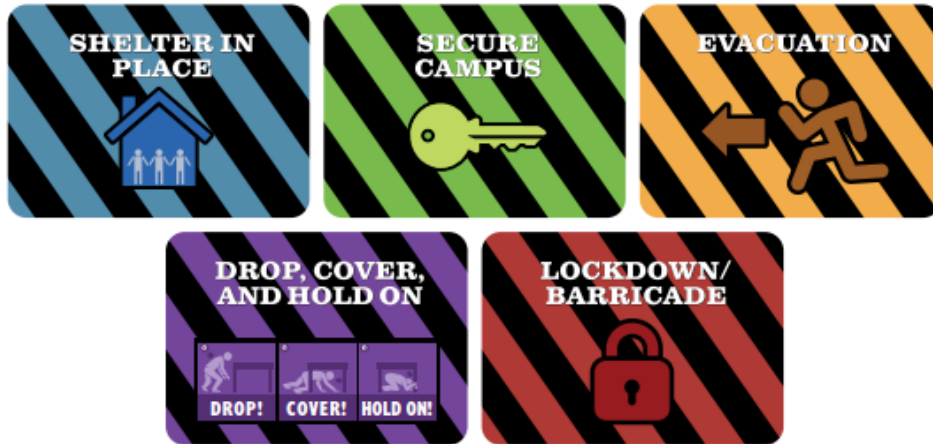 SHELTER IN
PLACE
SECURE
CAMPUS
EVACUATION
DROP, COVER,
AND HOLD ON
DROP!
COVER!
HOLD ON!
LOCKDOWN/
BARRICADE